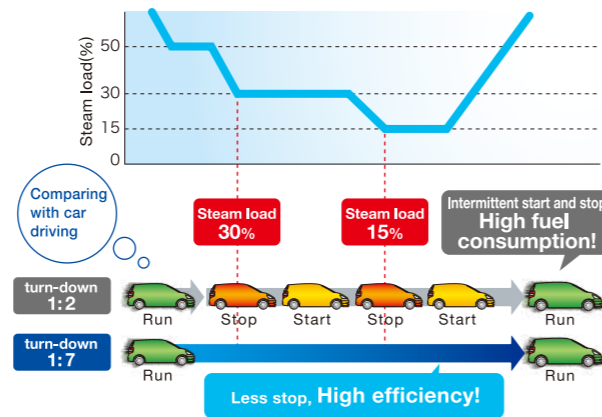 Steam load(%)
50
30
15
0
Comparing
with car
driving
Steam load
30%
Steam load
15%
Intermittent start and stop
High fuel
consumption!
turn-down
1:2
Run
Stop
Start
Stop
Start
Run
turn-down
1:7
Run
Run
Less stop, High efficiency!